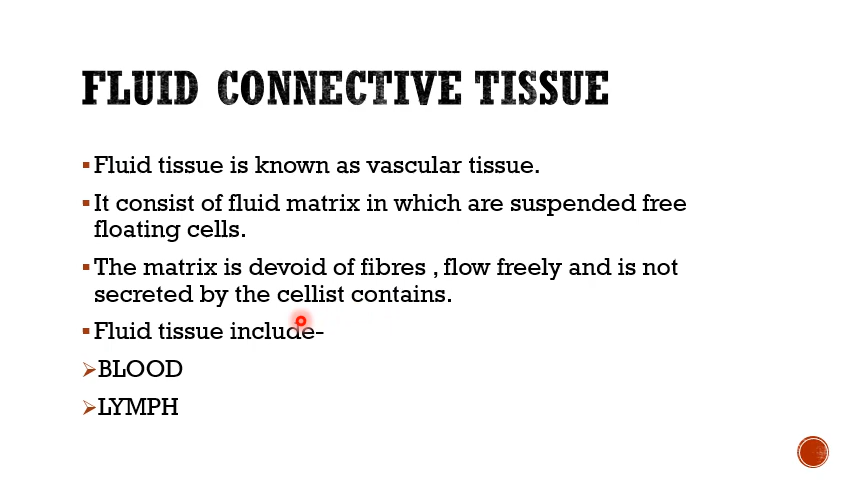 FLUID CONNECTIVE TISSUE
▪Fluid tissue is known as vascular tissue.
▪It consist of fluid matrix in which are suspended free
floating cells.
▪The matrix is devoid of fibres , flow freely and is not
secreted by the cellist contains.
▪Fluid tissue include-
➢BLOOD
➢LYMPH